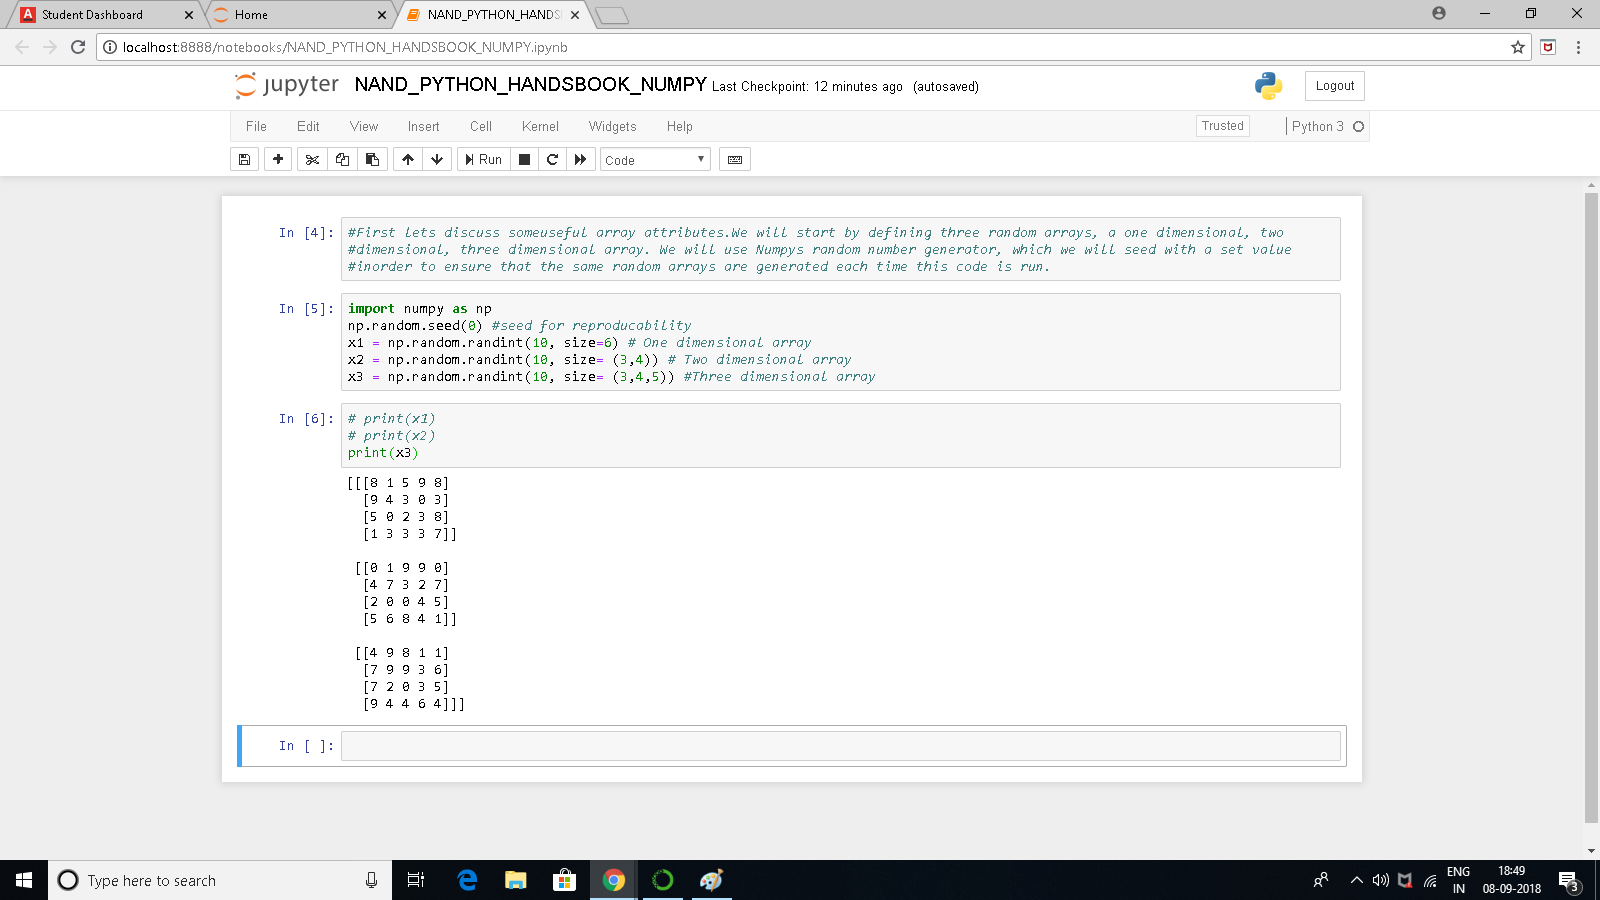 Student Dashboard
Home
NAND_PYTHON_HANDS
localhost:8888/notebooks/NAND_PYTHON_HANDSBOOK_NUMPY.ipynb
jupyter NAND_PYTHON_HANDSBOOK_NUMPY Last Checkpoint: 12 minutes ago (autosaved)
Logout
File Edit View Insert Cell Kernel Widgets Help
Trusted
Python 3
Run
Code
In [4]:
#First lets discuss someuseful array attributes.We will start by defining three random arrays, a one dimensional, two
#dimensional, three dimensional array. We will use Numpys random number generator, which we will seed with a set value
#inorder to ensure that the same random arrays are generated each time this code is run.
In [5]:
import numpy as np
np.random.seed(0) #seed for reproducability
x1 = np.random.randint(10, size=6) # One dimensional array
x2 = np.random.randint(10, size= (3,4)) # Two dimensional array
x3 = np.random.randint(10, size= (3,4,5)) #Three dimensional array
In [6]:
# print(x1)
# print(x2)
print(x3)
[[[8 1 5 9 8]
[9 4 3 0 3]
[5 0 2 3 8]
[1 3 3 3 7]]
[[0 1 9 9 0]
[4 7 3 2 7]
[2 0 0 4 5]
[5 6 8 4 1]]
[[4 9 8 1 1]
[7 9 9 3 6]
[7 2 0 3 5]
[9 4 4 6 4]]]
In [ ]:
Type here to search
ENG
IN
18:49
08-09-2018
3